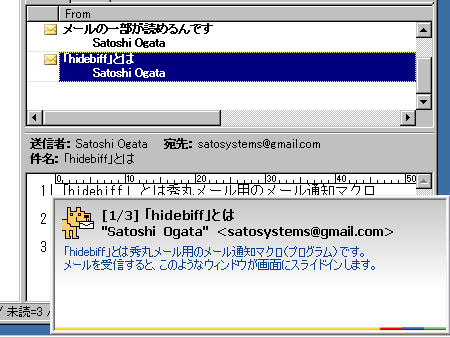 From
メールの一部が読めるんです
Satoshi Ogata
「hidebiff」とは
Satoshi Ogata
送信者: Satoshi Ogata 宛先: satosystems@gmail.com
件名: 「hidebiff」とは
0 10 20 30 40 50
1 「hidebiff」とは秀丸メール用のメール通知マクロ
2
3
[1/3] 「hidebiff」とは
"Satoshi Ogata" <satosystems@gmail.com>
「hidebiff」とは秀丸メール用のメール通知マクロ(プログラム)です。
メールを受信すると、このようなウィンドウが画面にスライドインします。
/ 未読=3 /